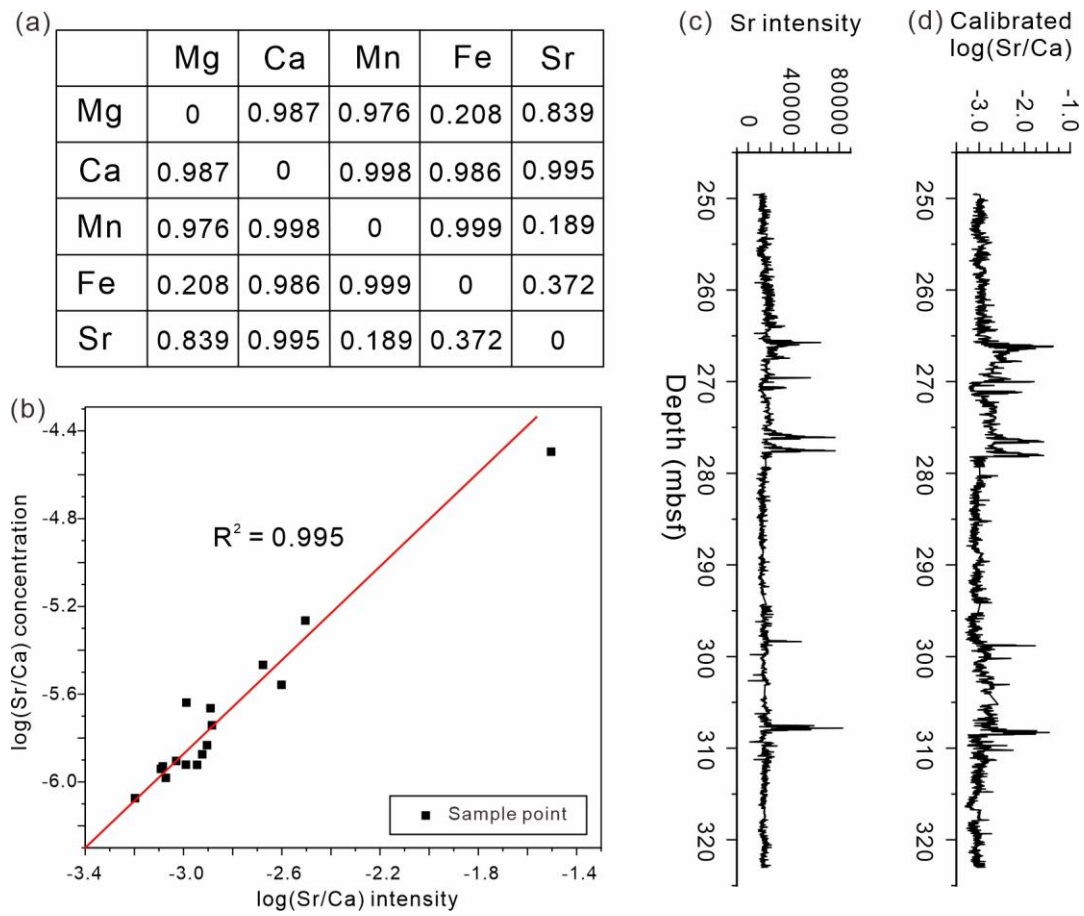 (a)
Mg Ca Mn Fe Sr
Mg 0 0.987 0.976 0.208 0.839
Ca 0.987 0 0.998 0.986 0.995
Mn 0.976 0.998 0 0.999 0.189
Fe 0.208 0.986 0.999 0 0.372
Sr 0.839 0.995 0.189 0.372 0
(b)
-4.4
-4.8
-5.2
-5.6
-6.0
log(Sr/Ca) concentration
R² = 0.995
Sample point
-3.4 -3.0 -2.6 -2.2 -1.8 -1.4
log(Sr/Ca) intensity
(c) Sr intensity
0 40000 80000
250
260
270
280
290
300
310
320
Depth (mbsf)
(d) Calibrated
log(Sr/Ca)
-3.0 -2.0 -1.0
250
260
270
280
290
300
310
320